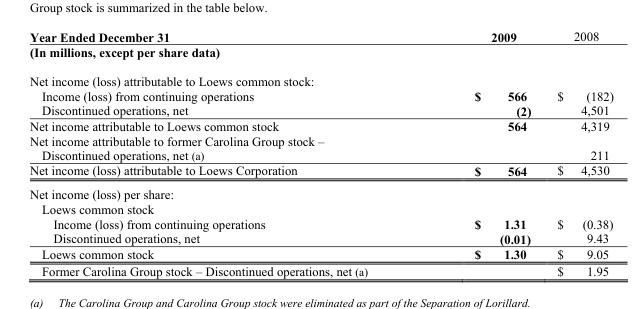 Group stock is summarized in the table below.
Year Ended December 31 2009 2008
(In millions, except per share data)
Net income (loss) attributable to Loews common stock:
Income (loss) from continuing operations $ 566 $ (182)
Discontinued operations, net (2) 4,501
Net income attributable to Loews common stock 564 4,319
Net income attributable to former Carolina Group stock –
Discontinued operations, net (a) 211
Net income (loss) attributable to Loews Corporation $ 564 $ 4,530
Net income (loss) per share:
Loews common stock
Income (loss) from continuing operations $ 1.31 $ (0.38)
Discontinued operations, net (0.01) 9.43
Loews common stock $ 1.30 $ 9.05
Former Carolina Group stock – Discontinued operations, net (a) $ 1.95
(a) The Carolina Group and Carolina Group stock were eliminated as part of the Separation of Lorillard.